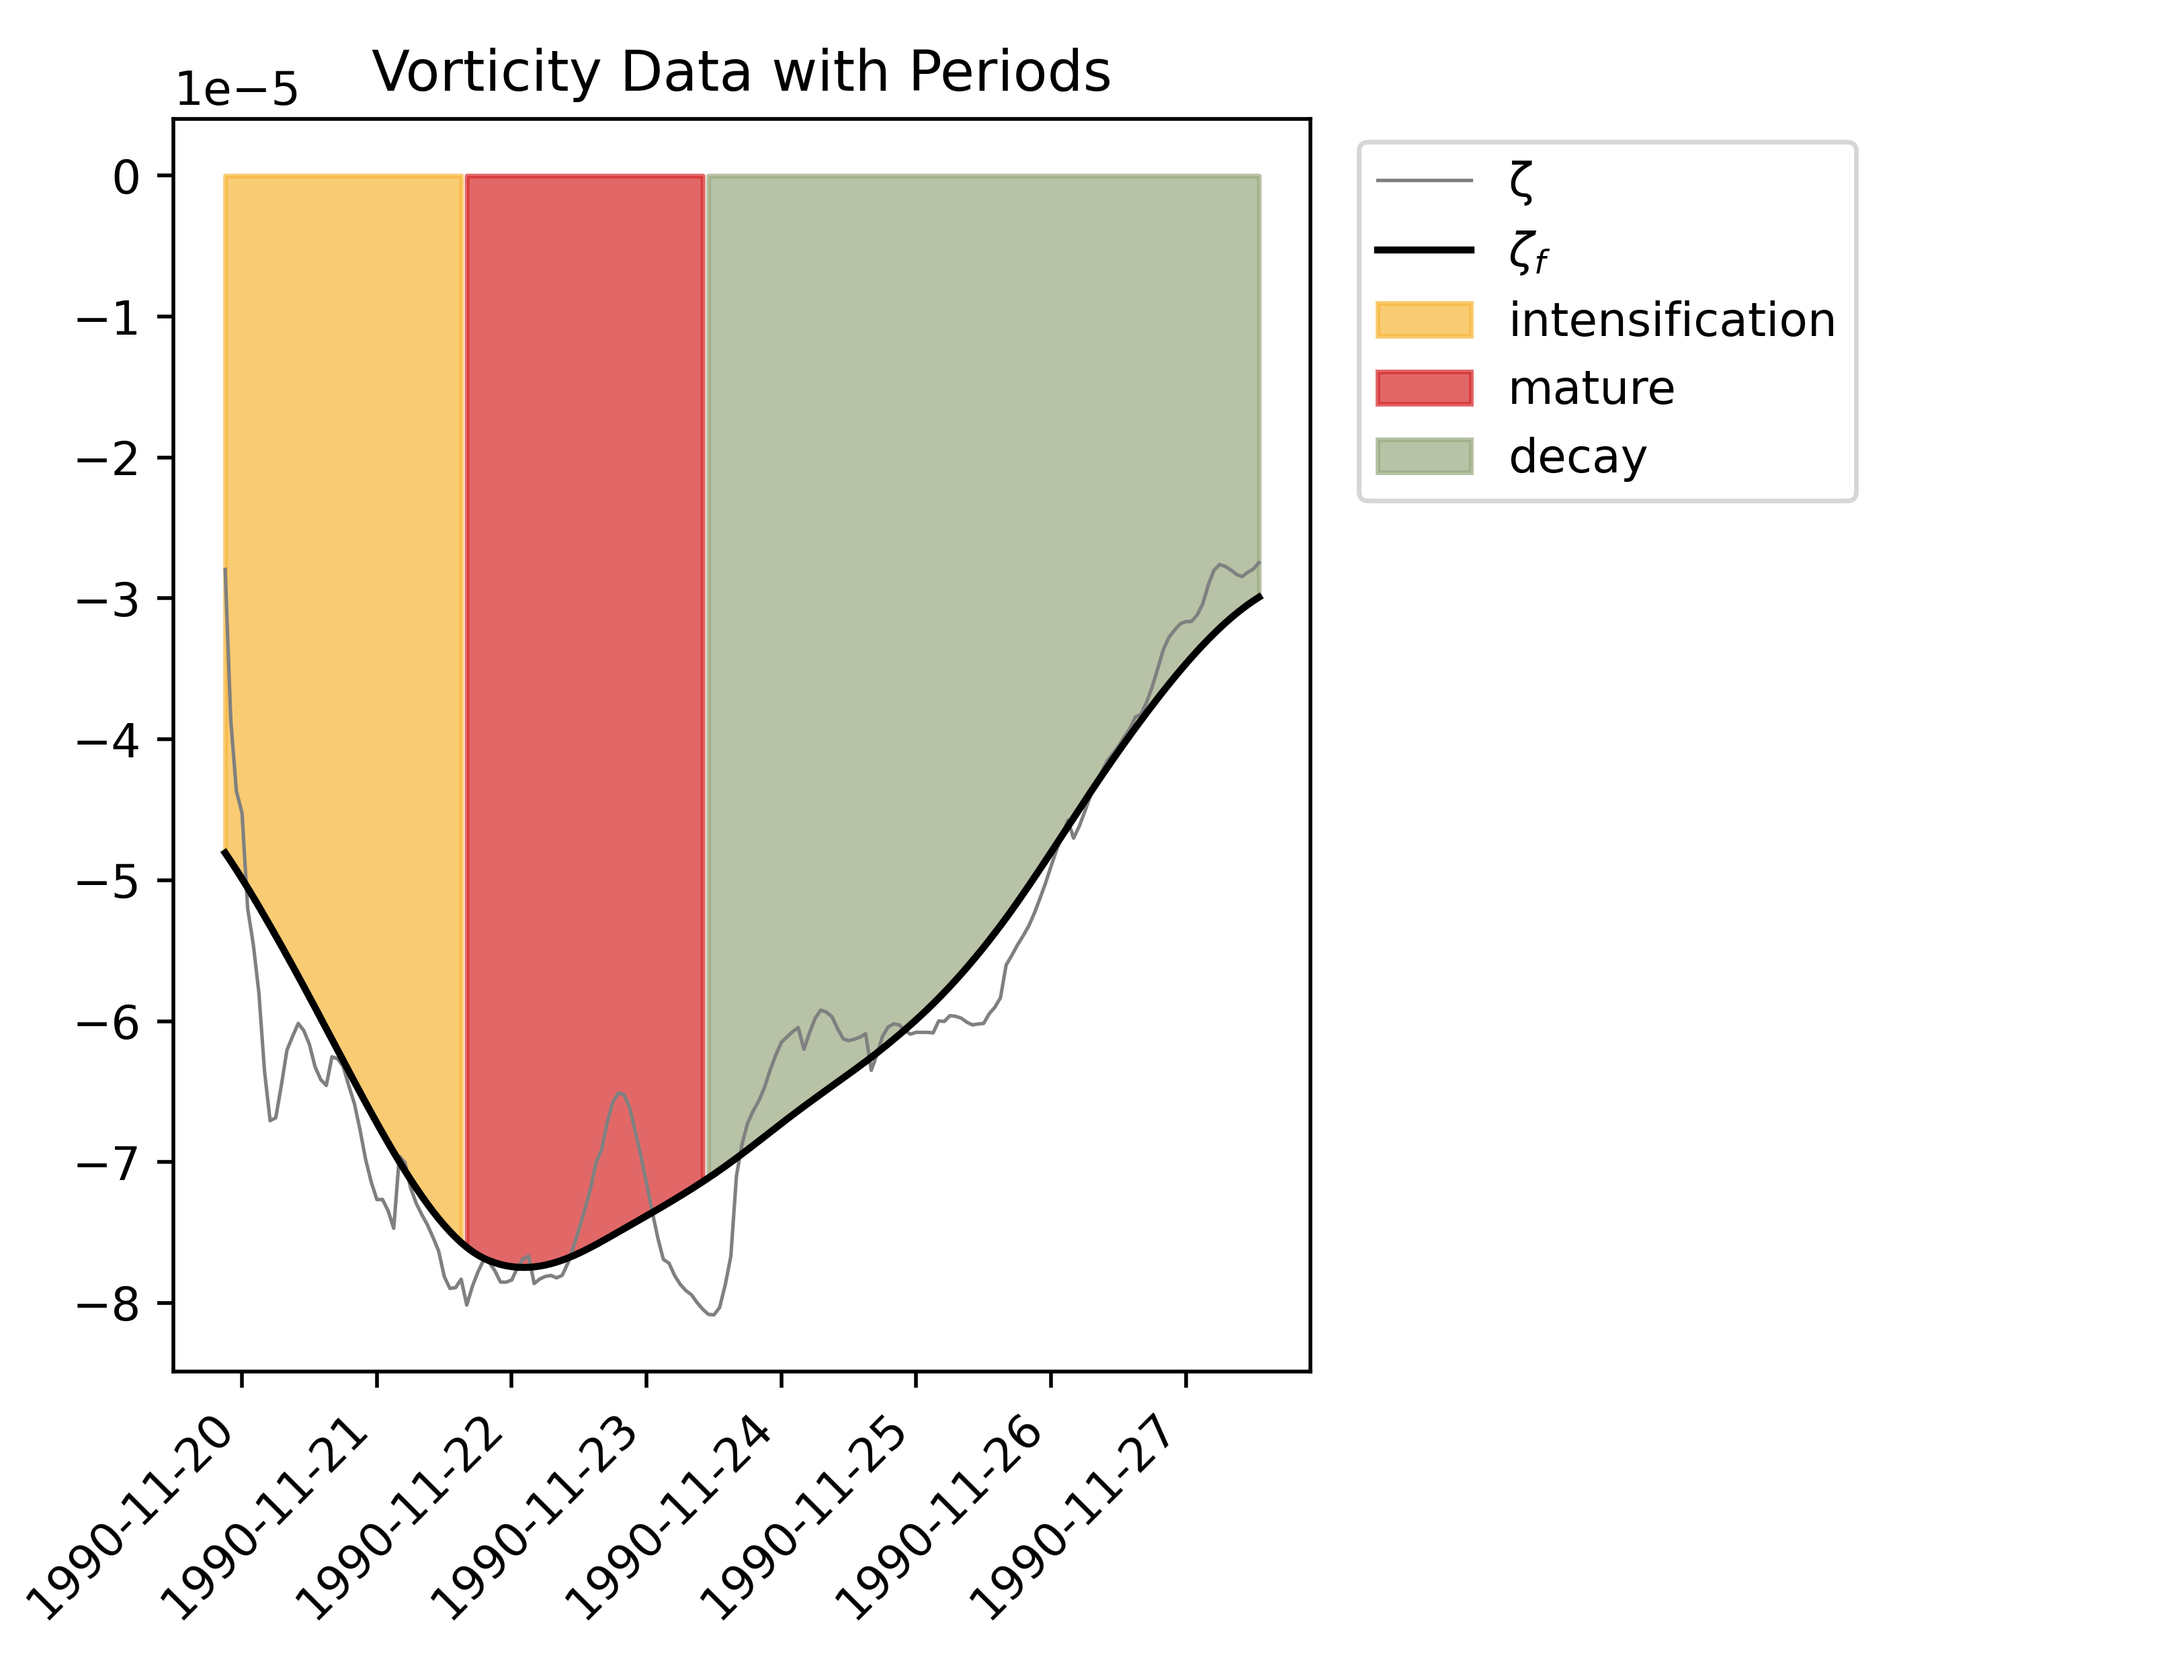 Vorticity Data with Periods
1e−5
0
−1
−2
−3
−4
−5
−6
−7
−8
1990-11-20
1990-11-21
1990-11-22
1990-11-23
1990-11-24
1990-11-25
1990-11-26
1990-11-27
ζ
ζf
intensification
mature
decay